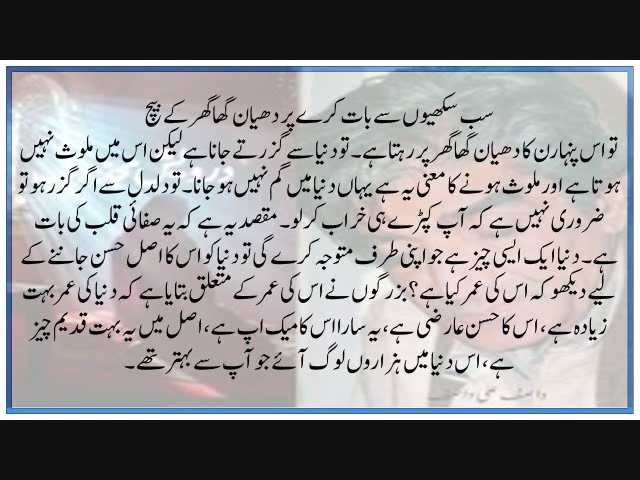 سب سکھیوں سے بات کرے پر دھیان گھاگھر کے بیچ
تو اس پنہارن کا دھیان گھاگھر پر رہتا ہے۔ تو دنیا سے گزرتے جانا ہے لیکن اس میں ملوث نہیں
ہوتا ہے اور ملوث ہونے کا معنی یہ ہے یہاں دنیا میں گم نہیں ہو جانا۔ تو دلدل سے اگر گزر ہو تو
ضروری نہیں ہے کہ آپ کپڑے ہی خراب کر لو۔ مقصد یہ ہے کہ یہ صفائی قلب کی بات
ہے۔ دنیا ایک ایسی چیز ہے جو اپنی طرف متوجہ کرے گی تو دنیا کو اس کا اصل حسن جاننے کے
لیے دیکھو کہ اس کی عمر کیا ہے؟ بزرگوں نے اس کی عمر کے متعلق بتایا ہے کہ دنیا کی عمر بہت
زیادہ ہے، اس کا حسن عارضی ہے، یہ سارا اس کا میک اپ ہے، اصل میں یہ بہت قدیم چیز
ہے، اس دنیا میں ہزاروں لوگ آئے جو آپ سے بہتر تھے۔
واصف علی واصف